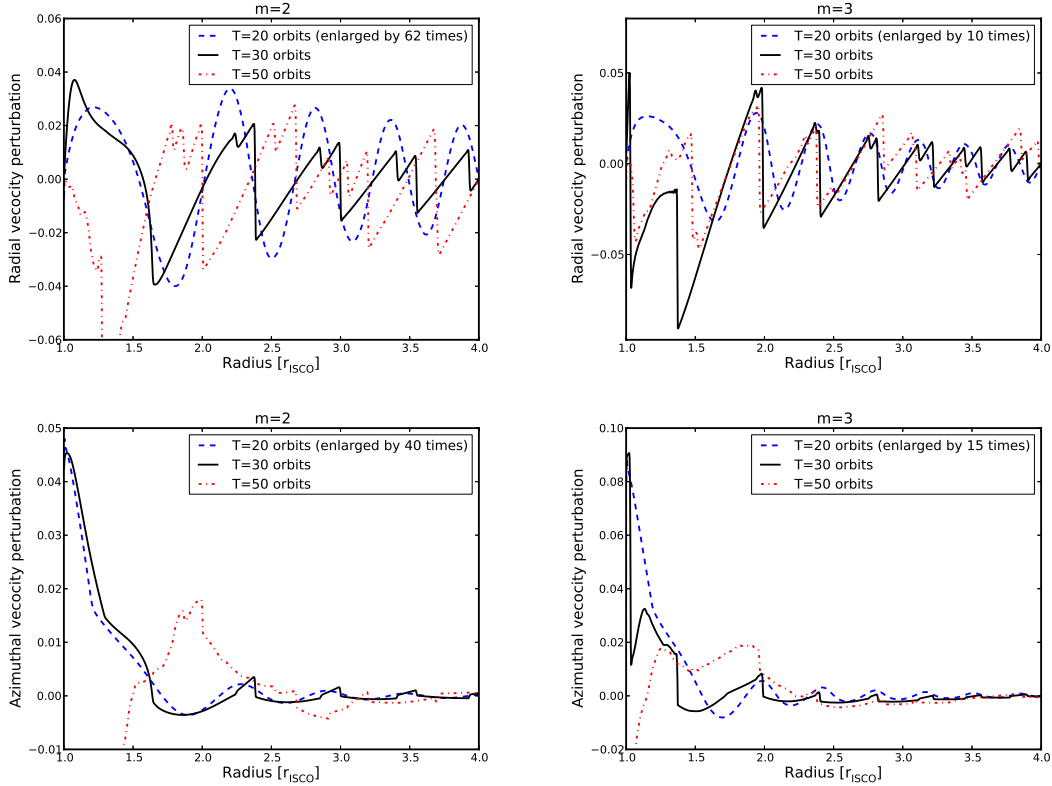 m=2
0.06
0.04
0.02
0.00
−0.02
−0.04
−0.06
Radial vecocity perturbation
T=20 orbits (enlarged by 62 times)
T=30 orbits
T=50 orbits
1.0 1.5 2.0 2.5 3.0 3.5 4.0
Radius [r_ISCO]
m=3
0.05
0.00
−0.05
Radial vecocity perturbation
T=20 orbits (enlarged by 10 times)
T=30 orbits
T=50 orbits
1.0 1.5 2.0 2.5 3.0 3.5 4.0
Radius [r_ISCO]
m=2
0.05
0.04
0.03
0.02
0.01
0.00
−0.01
Azimuthal vecocity perturbation
T=20 orbits (enlarged by 40 times)
T=30 orbits
T=50 orbits
1.0 1.5 2.0 2.5 3.0 3.5 4.0
Radius [r_ISCO]
m=3
0.10
0.08
0.06
0.04
0.02
0.00
−0.02
Azimuthal vecocity perturbation
T=20 orbits (enlarged by 15 times)
T=30 orbits
T=50 orbits
1.0 1.5 2.0 2.5 3.0 3.5 4.0
Radius [r_ISCO]